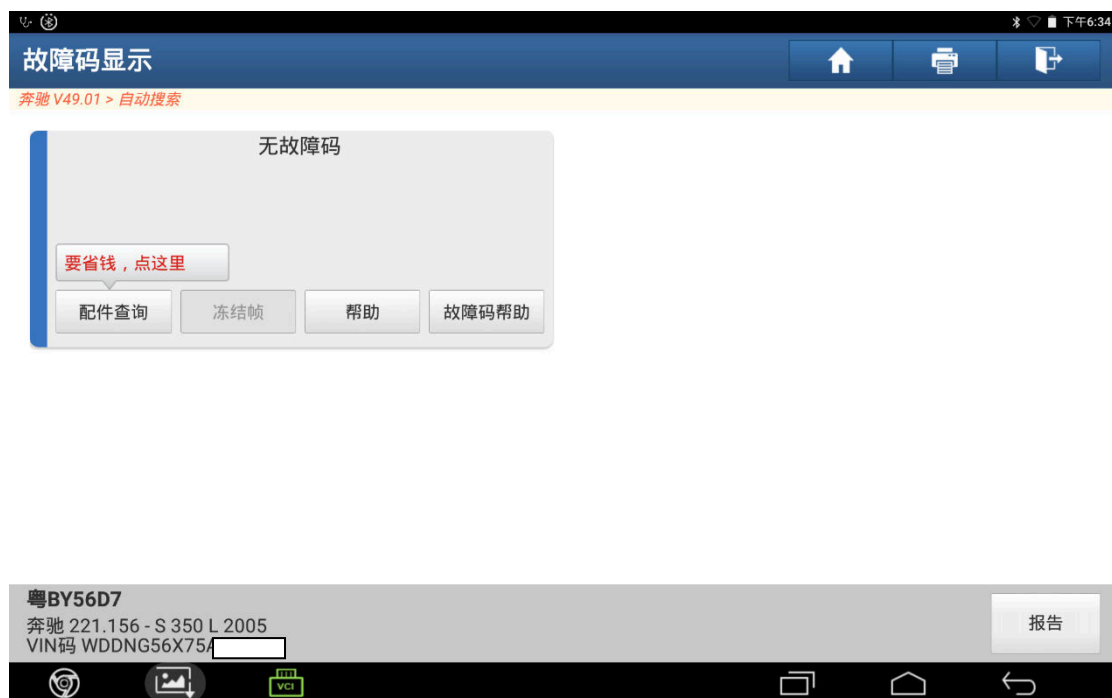 下午6:34
故障码显示
奔驰 V49.01 > 自动搜索
无故障码
要省钱，点这里
配件查询
冻结帧
帮助
故障码帮助
粤BY56D7
奔驰 221.156 - S 350 L 2005
VIN码 WDDNG56X75A
报告
VCI